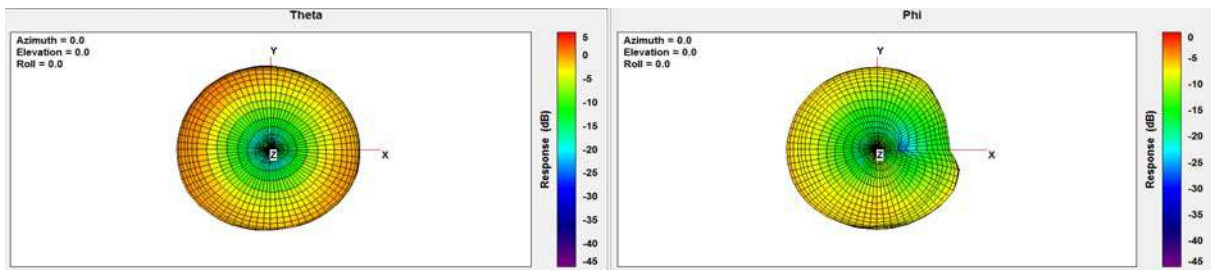 Theta
Azimuth = 0.0
Elevation = 0.0
Roll = 0.0
Y
X
Z
Response (dB)
5
0
-5
-10
-15
-20
-25
-30
-35
-40
-45
Phi
Azimuth = 0.0
Elevation = 0.0
Roll = 0.0
Y
X
Z
Response (dB)
0
-5
-10
-15
-20
-25
-30
-35
-40
-45